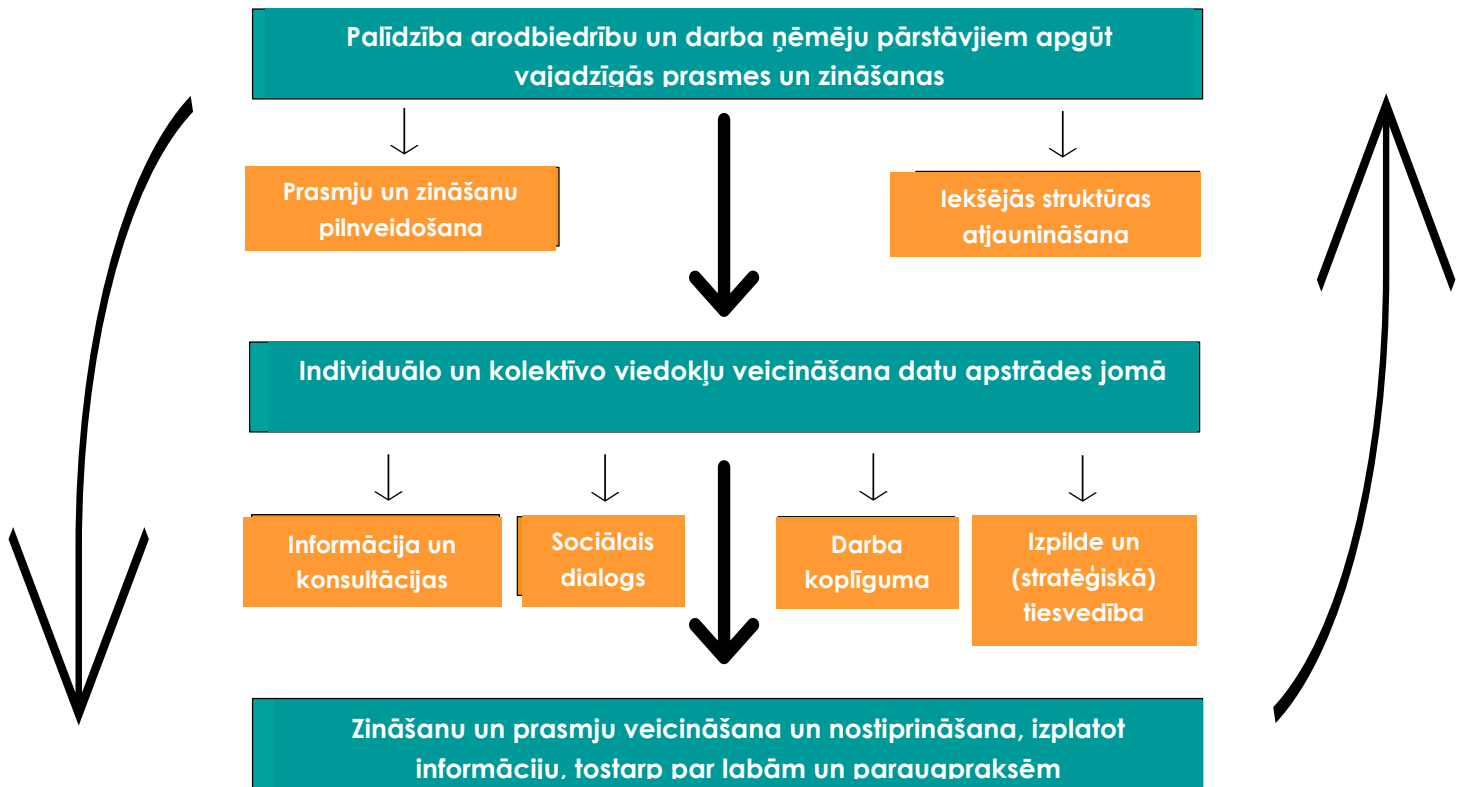 Palīdzība arodbiedrību un darba ņēmēju pārstāvjiem apgūt
vajadzīgās prasmes un zināšanas
Prasmju un zināšanu
pilnveidošana
Iekšējās struktūras
atjaunināšana
Individuālo un kolektīvo viedokļu veicināšana datu apstrādes jomā
Informācija un
konsultācijas
Sociālais
dialogs
Darba
koplīguma
Izpilde un
(stratēģiskā)
tiesvedība
Zināšanu un prasmju veicināšana un nostiprināšana, izplatot
informāciju, tostarp par labām un paraugpraksēm